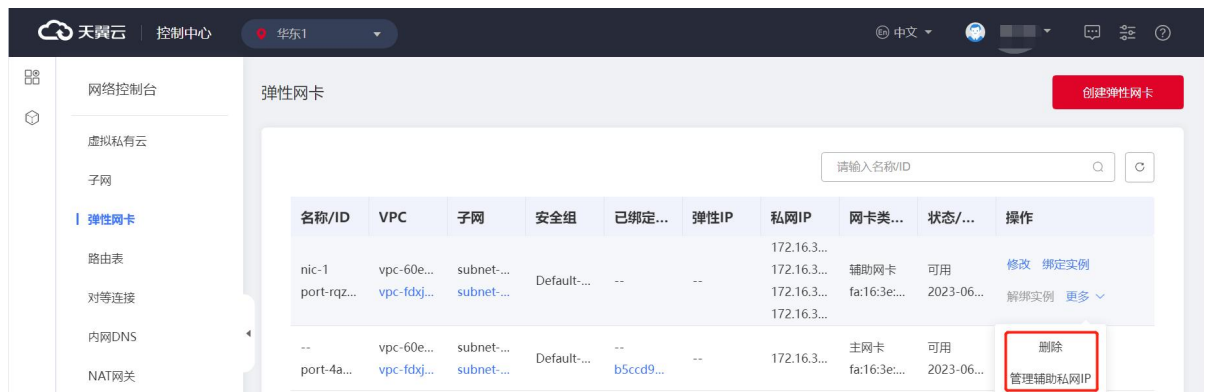 天翼云 控制中心 华东1 En 中文
网络控制台
弹性网卡 创建弹性网卡
虚拟私有云
请输入名称/ID
子网
弹性网卡
名称/ID VPC 子网 安全组 已绑定... 弹性IP 私网IP 网卡类... 状态/... 操作
路由表
nic-1 vpc-60e... subnet-... Default-... -- -- 172.16.3... 辅助网卡 可用 修改 绑定实例
port-rqz... vpc-fdxj... subnet-... 172.16.3... fa:16:3e:... 2023-06... 解绑实例 更多
172.16.3...
172.16.3...
对等连接
内网DNS
-- vpc-60e... subnet-... Default-... -- -- 172.16.3... 主网卡 可用 删除
port-4a... vpc-fdxj... subnet-... b5ccd9... fa:16:3e:... 2023-06... 管理辅助私网IP
NAT网关